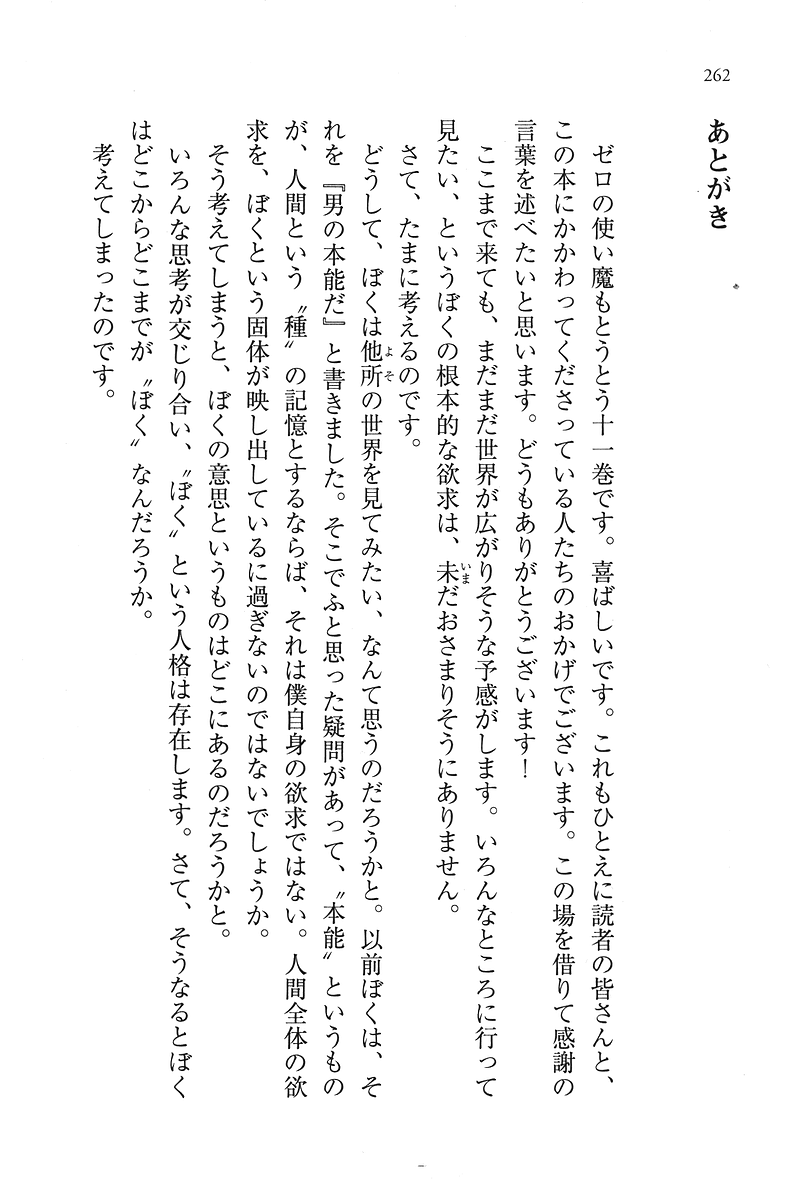 262
あとがき
ゼロの使い魔もとうとう十一巻です。喜ばしいです。これもひとえに読者の皆さんと、
この本にかかわってくださっている人たちのおかげでございます。この場を借りて感謝の
言葉を述べたいと思います。どうもありがとうございます！
ここまで来ても、まだまだ世界が広がりそうな予感がします。いろんなところに行って
見たい、というぼくの根本的な欲求は、未だおさまりそうにありません。
さて、たまに考えるのです。
どうして、ぼくは他所の世界を見てみたい、なんて思うのだろうかと。以前ぼくは、そ
れを『男の本能だ』と書きました。そこでふと思った疑問があって、〝本能〟というもの
が、人間という〝種〟の記憶とするならば、それは僕自身の欲求ではない。人間全体の欲
求を、ぼくという固体が映し出しているに過ぎないのではないでしょうか。
そう考えてしまうと、ぼくの意思というものはどこにあるのだろうかと。
いろんな思考が交じり合い、〝ぼく〟という人格は存在します。さて、そうなるとぼく
はどこからどこまでが〝ぼく〟なんだろうか。
考えてしまったのです。